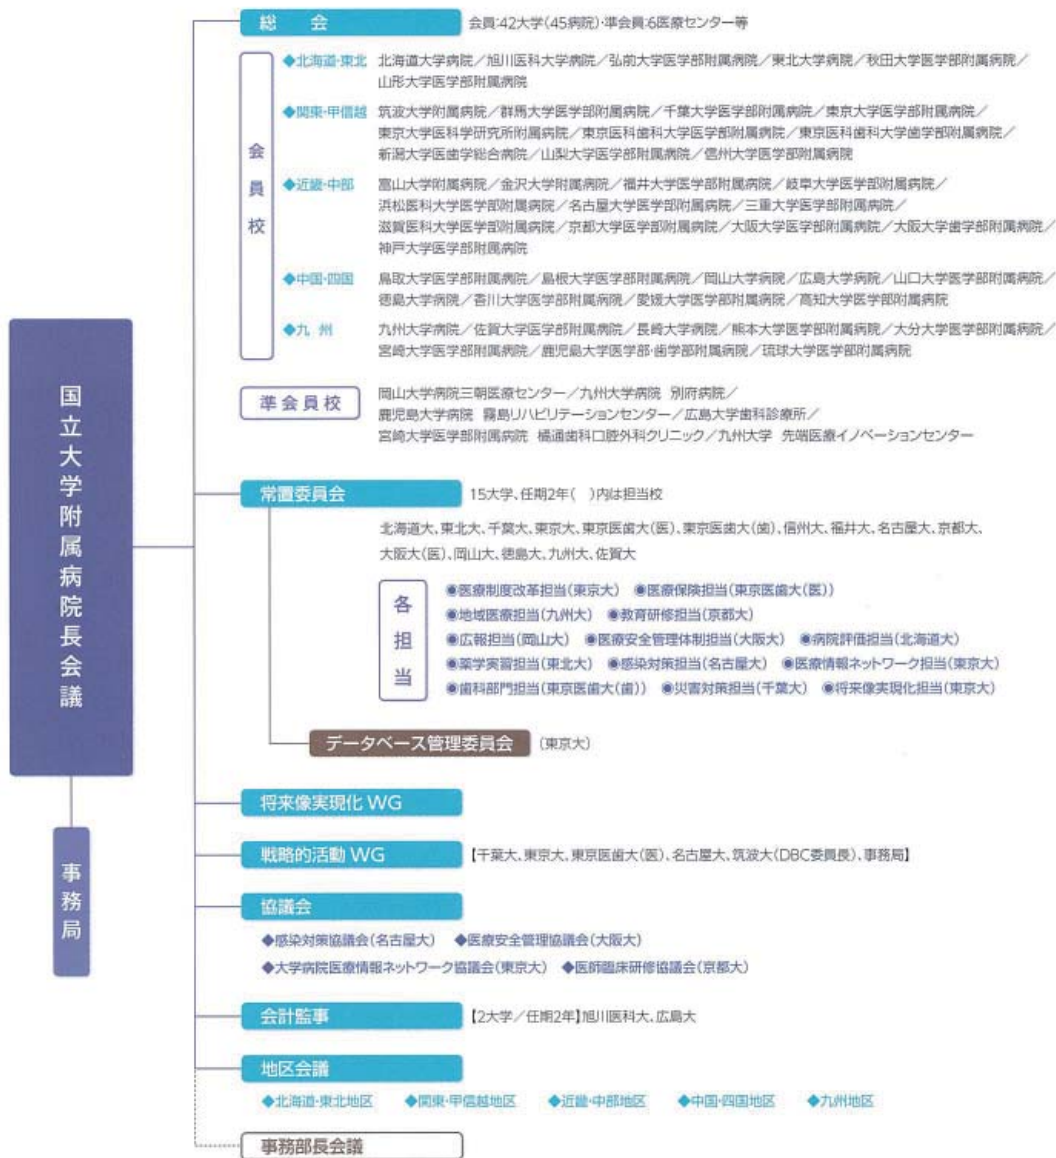 総 会
会員:42大学(45病院)・準会員:6医療センター等
会員校
◆北海道・東北
北海道大学病院／旭川医科大学病院／弘前大学医学部附属病院／東北大学病院／秋田大学医学部附属病院／
山形大学医学部附属病院
◆関東・甲信越
筑波大学附属病院／群馬大学医学部附属病院／千葉大学医学部附属病院／東京大学医学部附属病院／
東京大学医科学研究所附属病院／東京医科歯科大学医学部附属病院／東京医科歯科大学歯学部附属病院／
新潟大学医歯学総合病院／山梨大学医学部附属病院／信州大学医学部附属病院
◆近畿・中部
富山大学附属病院／金沢大学附属病院／福井大学医学部附属病院／岐阜大学医学部附属病院／
浜松医科大学医学部附属病院／名古屋大学医学部附属病院／三重大学医学部附属病院／
滋賀医科大学医学部附属病院／京都大学医学部附属病院／大阪大学医学部附属病院／大阪大学歯学部附属病院／
神戸大学医学部附属病院
◆中国・四国
鳥取大学医学部附属病院／島根大学医学部附属病院／岡山大学病院／広島大学病院／山口大学医学部附属病院／
徳島大学病院／香川大学医学部附属病院／愛媛大学医学部附属病院／高知大学医学部附属病院
◆九 州
九州大学病院／佐賀大学医学部附属病院／長崎大学病院／熊本大学医学部附属病院／大分大学医学部附属病院／
宮崎大学医学部附属病院／鹿児島大学医学部・歯学部附属病院／琉球大学医学部附属病院
準会員校
岡山大学病院三朝医療センター／九州大学病院 別府病院／
鹿児島大学病院 霧島リハビリテーションセンター／広島大学歯科診療所／
宮崎大学医学部附属病院 橘通歯科口腔外科クリニック／九州大学 先端医療イノベーションセンター
国立大学附属病院長会議
事務局
常置委員会
15大学、任期2年( )内は担当校
北海道大、東北大、千葉大、東京大、東京医歯大(医)、東京医歯大(歯)、信州大、福井大、名古屋大、京都大、
大阪大(医)、岡山大、徳島大、九州大、佐賀大
各担当
◉医療制度改革担当(東京大) ◉医療保険担当(東京医歯大(医))
◉地域医療担当(九州大) ◉教育研修担当(京都大)
◉広報担当(岡山大) ◉医療安全管理体制担当(大阪大) ◉病院評価担当(北海道大)
◉薬学実習担当(東北大) ◉感染対策担当(名古屋大) ◉医療情報ネットワーク担当(東京大)
◉歯科部門担当(東京医歯大(歯)) ◉災害対策担当(千葉大) ◉将来像実現化担当(東京大)
データベース管理委員会
(東京大)
将来像実現化 WG
戦略的活動 WG
【千葉大、東京大、東京医歯大(医)、名古屋大、筑波大(DBC委員長)、事務局】
協議会
◆感染対策協議会(名古屋大) ◆医療安全管理協議会(大阪大)
◆大学病院医療情報ネットワーク協議会(東京大) ◆医師臨床研修協議会(京都大)
会計監事
【2大学／任期2年】旭川医科大、広島大
地区会議
◆北海道・東北地区 ◆関東・甲信越地区 ◆近畿・中部地区 ◆中国・四国地区 ◆九州地区
事務部長会議